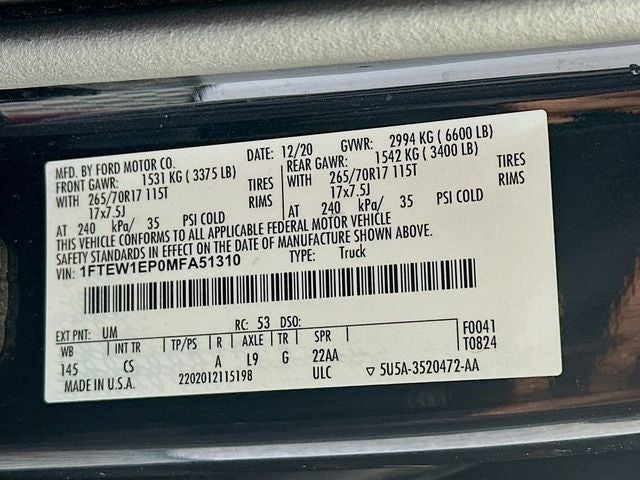 MFD. BY FORD MOTOR CO.
DATE: 12/20 GVWR: 2994 KG ( 6600 LB)
FRONT GAWR: 1531 KG ( 3375 LB) REAR GAWR: 1542 KG ( 3400 LB)
WITH 265/70R17 115T TIRES WITH 265/70R17 115T TIRES
17x7.5J RIMS 17x7.5J RIMS
AT 240 kPa/ 35 PSI COLD AT 240 kPa/ 35 PSI COLD
THIS VEHICLE CONFORMS TO ALL APPLICABLE FEDERAL MOTOR VEHICLE
SAFETY STANDARDS IN EFFECT ON THE DATE OF MANUFACTURE SHOWN ABOVE.
VIN: 1FTEW1EP0MFA51310 TYPE: Truck
EXT PNT: UM RC: 53 DSO: F0041
WB INT TR TP/PS R AXLE TR SPR T0824
145 CS A L9 G 22AA
MADE IN U.S.A. 2202012115198 ULC ▽ 5U5A-3520472-AA